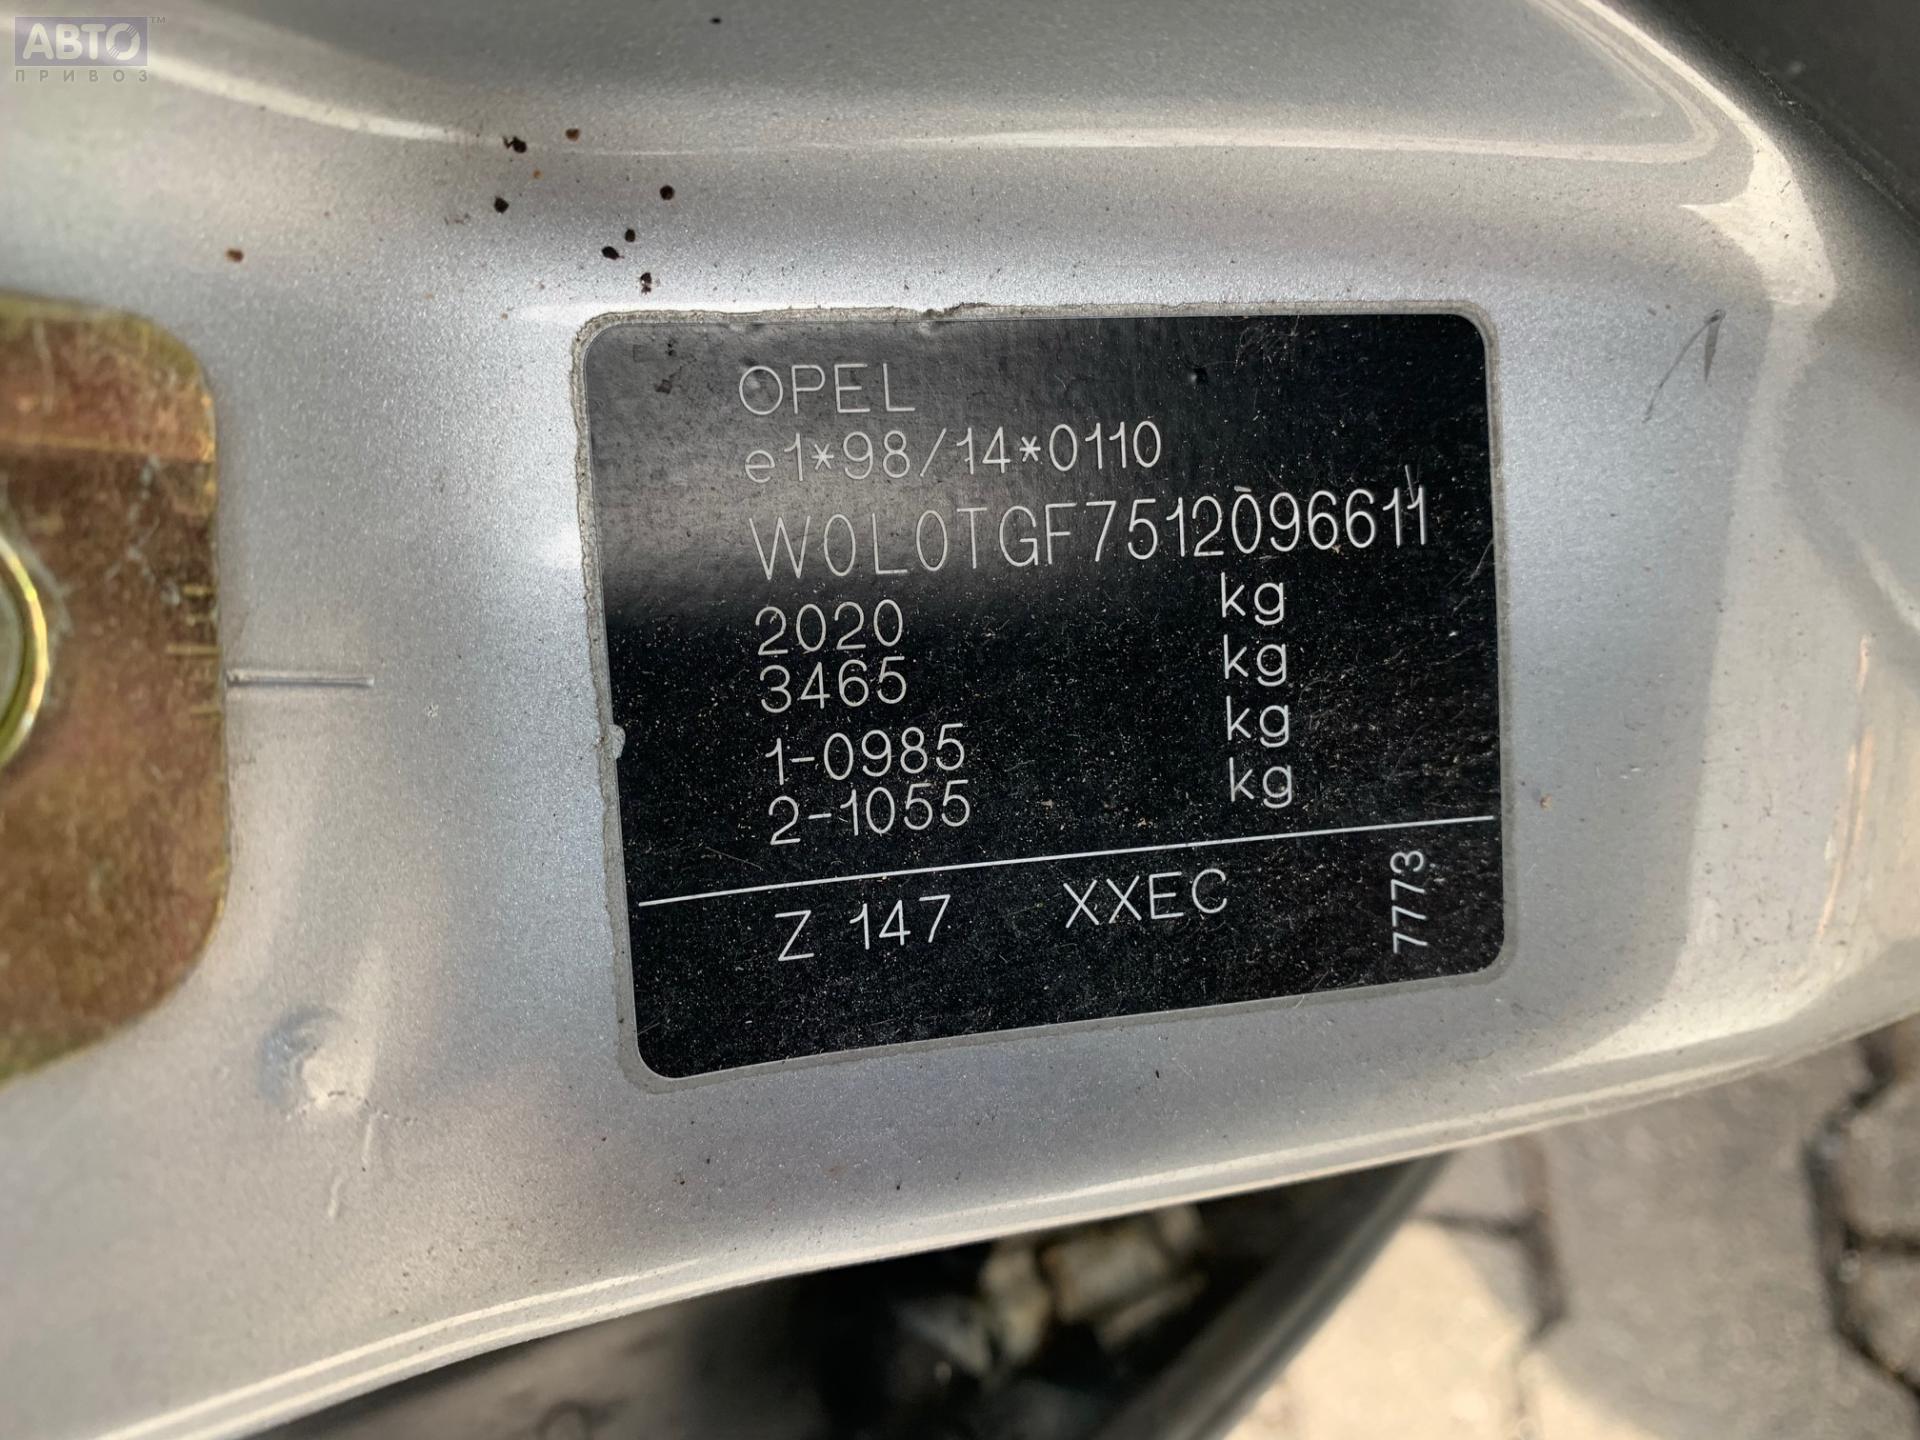 АВТО™
ПРИВОЗ
OPEL
e1*98/14*0110
W0L0TGF7512096611
2020 kg
3465 kg
1-0985 kg
2-1055 kg
Z 147 XXEC 7773